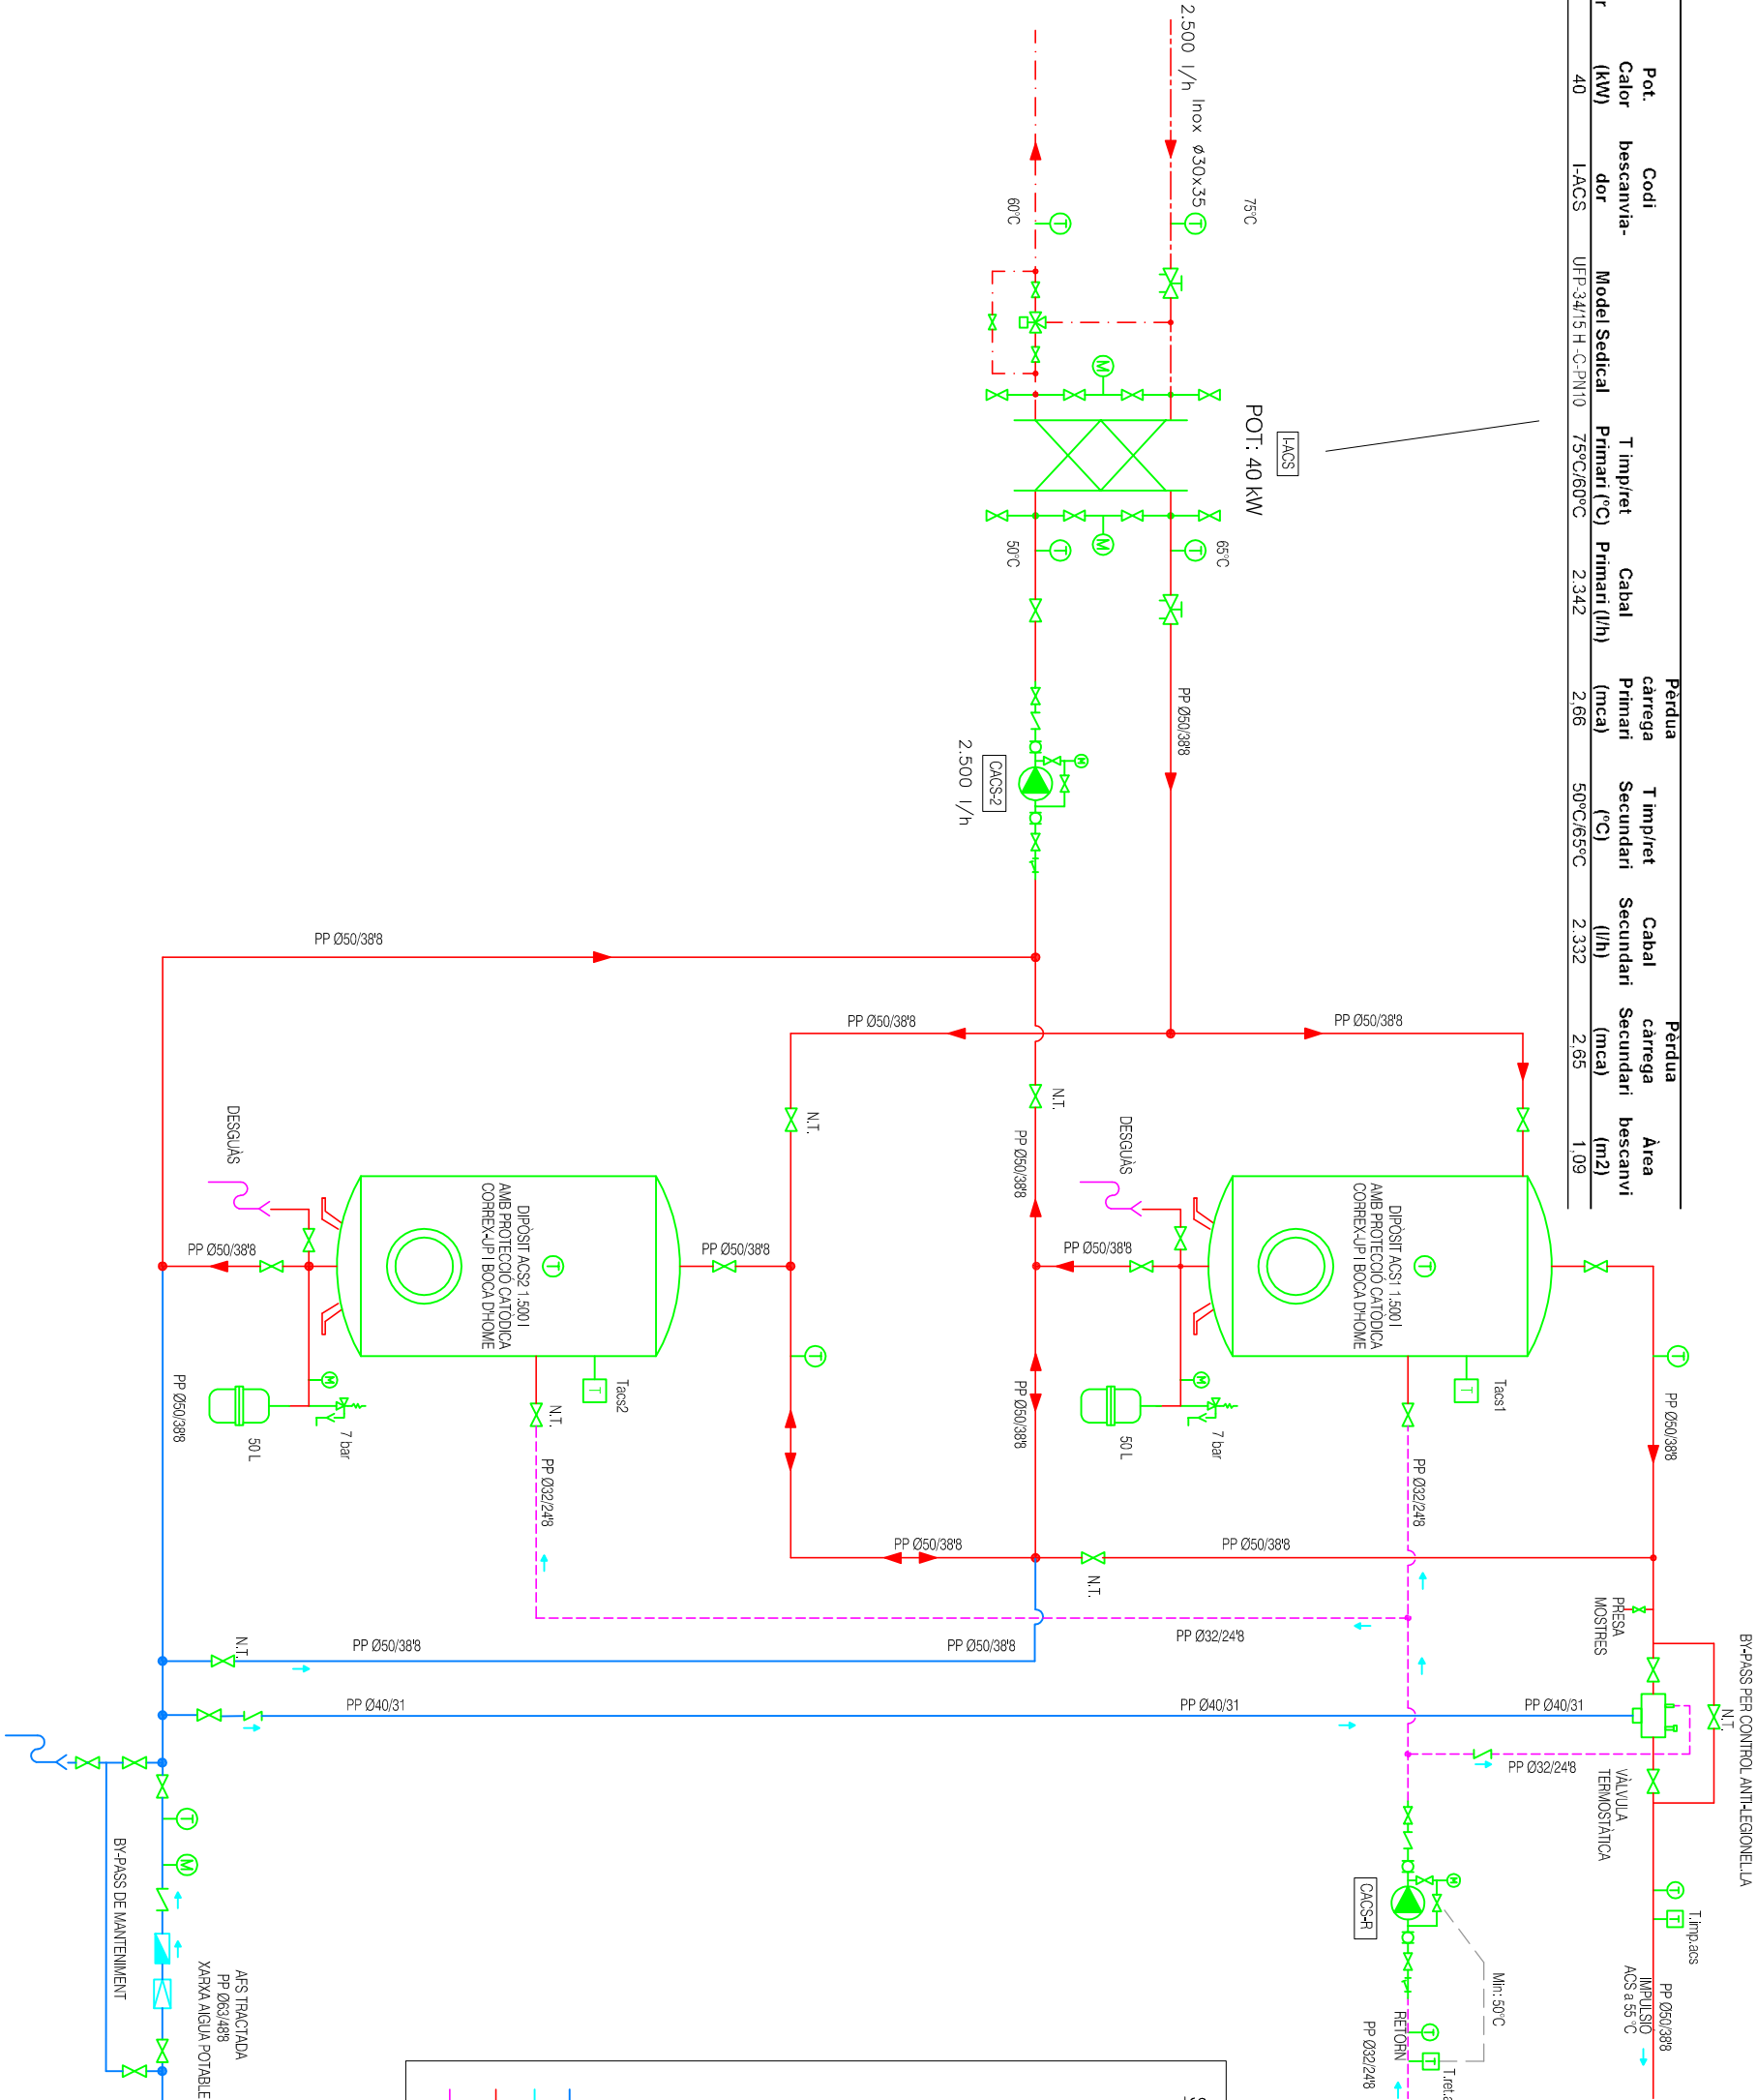 Pèrdua
Pèrdua
Pot.
Codi
T imp/ret
Cabal
càrrega
T imp/ret
Cabal
càrrega
Àrea
Calor
bescanvia-
Model Sedical
Primari (ºC)
Primari (l/h)
Primari
Secundari
Secundari
Secundari
bescanvi
r
(kW)
dor
(mca)
(ºC)
(l/h)
(mca)
(m2)
40
I-ACS
UFP-34/15 H -C-PN10
75ºC/60ºC
2.342
2,66
50ºC/65ºC
2.332
2,65
1,09
2.500 l/h
Inox ø30x35
75ºC
60ºC
I-ACS
POT: 40 kW
65ºC
50ºC
PP Ø50/38'8
CACS-2
2.500 l/h
PP Ø50/38'8
PP Ø50/38'8
PP Ø50/38'8
N.T.
N.T.
PP Ø50/38'8
DESGUÀS
DESGUÀS
DIPÒSIT ACS1 1.500 l
AMB PROTECCIÓ CATÒDICA
CORREX-UP I BOCA D'HOME
DIPÒSIT ACS2 1.500 l
AMB PROTECCIÓ CATÒDICA
CORREX-UP I BOCA D'HOME
T
T
PP Ø50/38'8
PP Ø50/38'8
PP Ø50/38'8
Tacs1
Tacs2
T
T
N.T.
7 bar
50 L
7 bar
50 L
PP Ø50/38'8
PP Ø50/38'8
PP Ø50/38'8
PP Ø32/24'8
PP Ø32/24'8
PP Ø50/38'8
PP Ø50/38'8
N.T.
PRESA
MOSTRES
PP Ø32/24'8
PP Ø50/38'8
PP Ø50/38'8
N.T.
PP Ø40/31
PP Ø40/31
PP Ø40/31
BY-PASS PER CONTROL ANTI-LEGIONEL.LA
N.T.
VÀLVULA
TERMOSTÀTICA
PP Ø32/24'8
CACS-R
T.imp.acs
PP Ø50/38'8
IMPULSIÓ
ACS a 55 ºC
Min: 50ºC
RETORN
T.ret.a
PP Ø32/24'8
BY-PASS DE MANTENIMENT
AFS TRACTADA
PP Ø63/48'8
XARXA AIGUA POTABLE